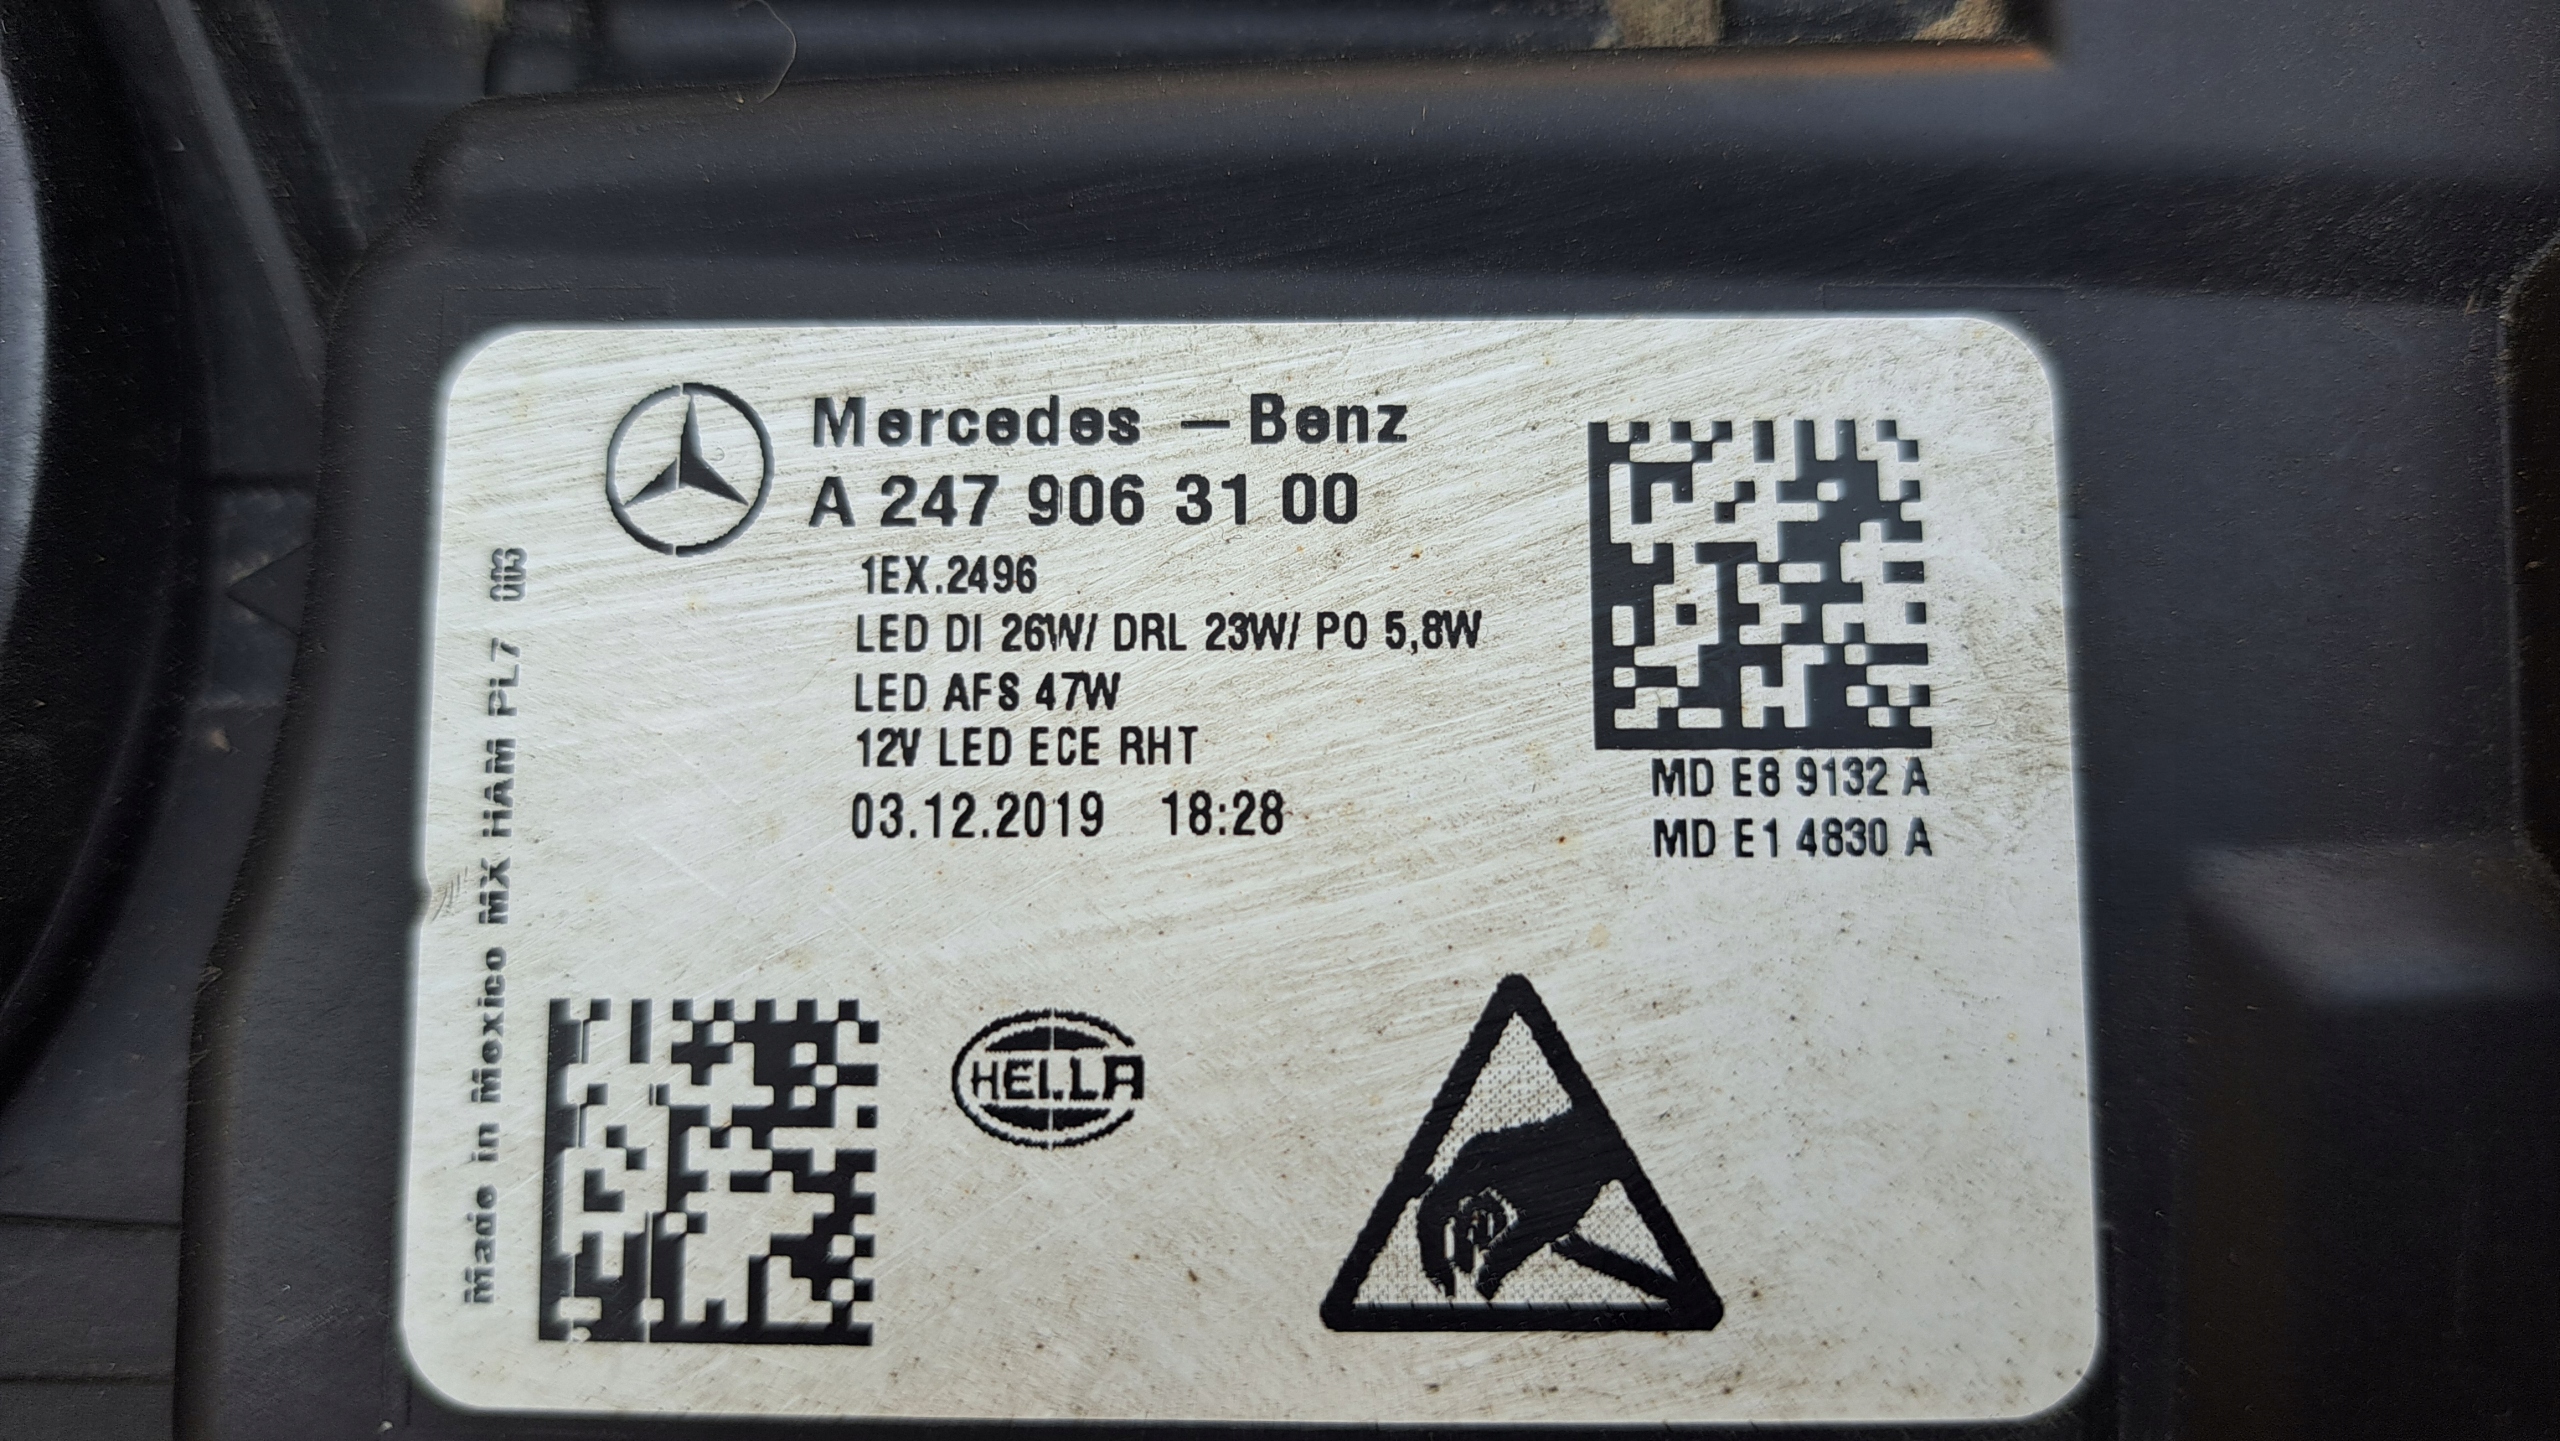 Mercedes – Benz
A 247 906 31 00
1EX.2496
LED DI 26W/ DRL 23W/ PO 5,8W
LED AFS 47W
12V LED ECE RHT
03.12.2019 18:28
MD E8 9132 A
MD E1 4830 A
Made in Mexico MX HAM PL7 003
HELLA